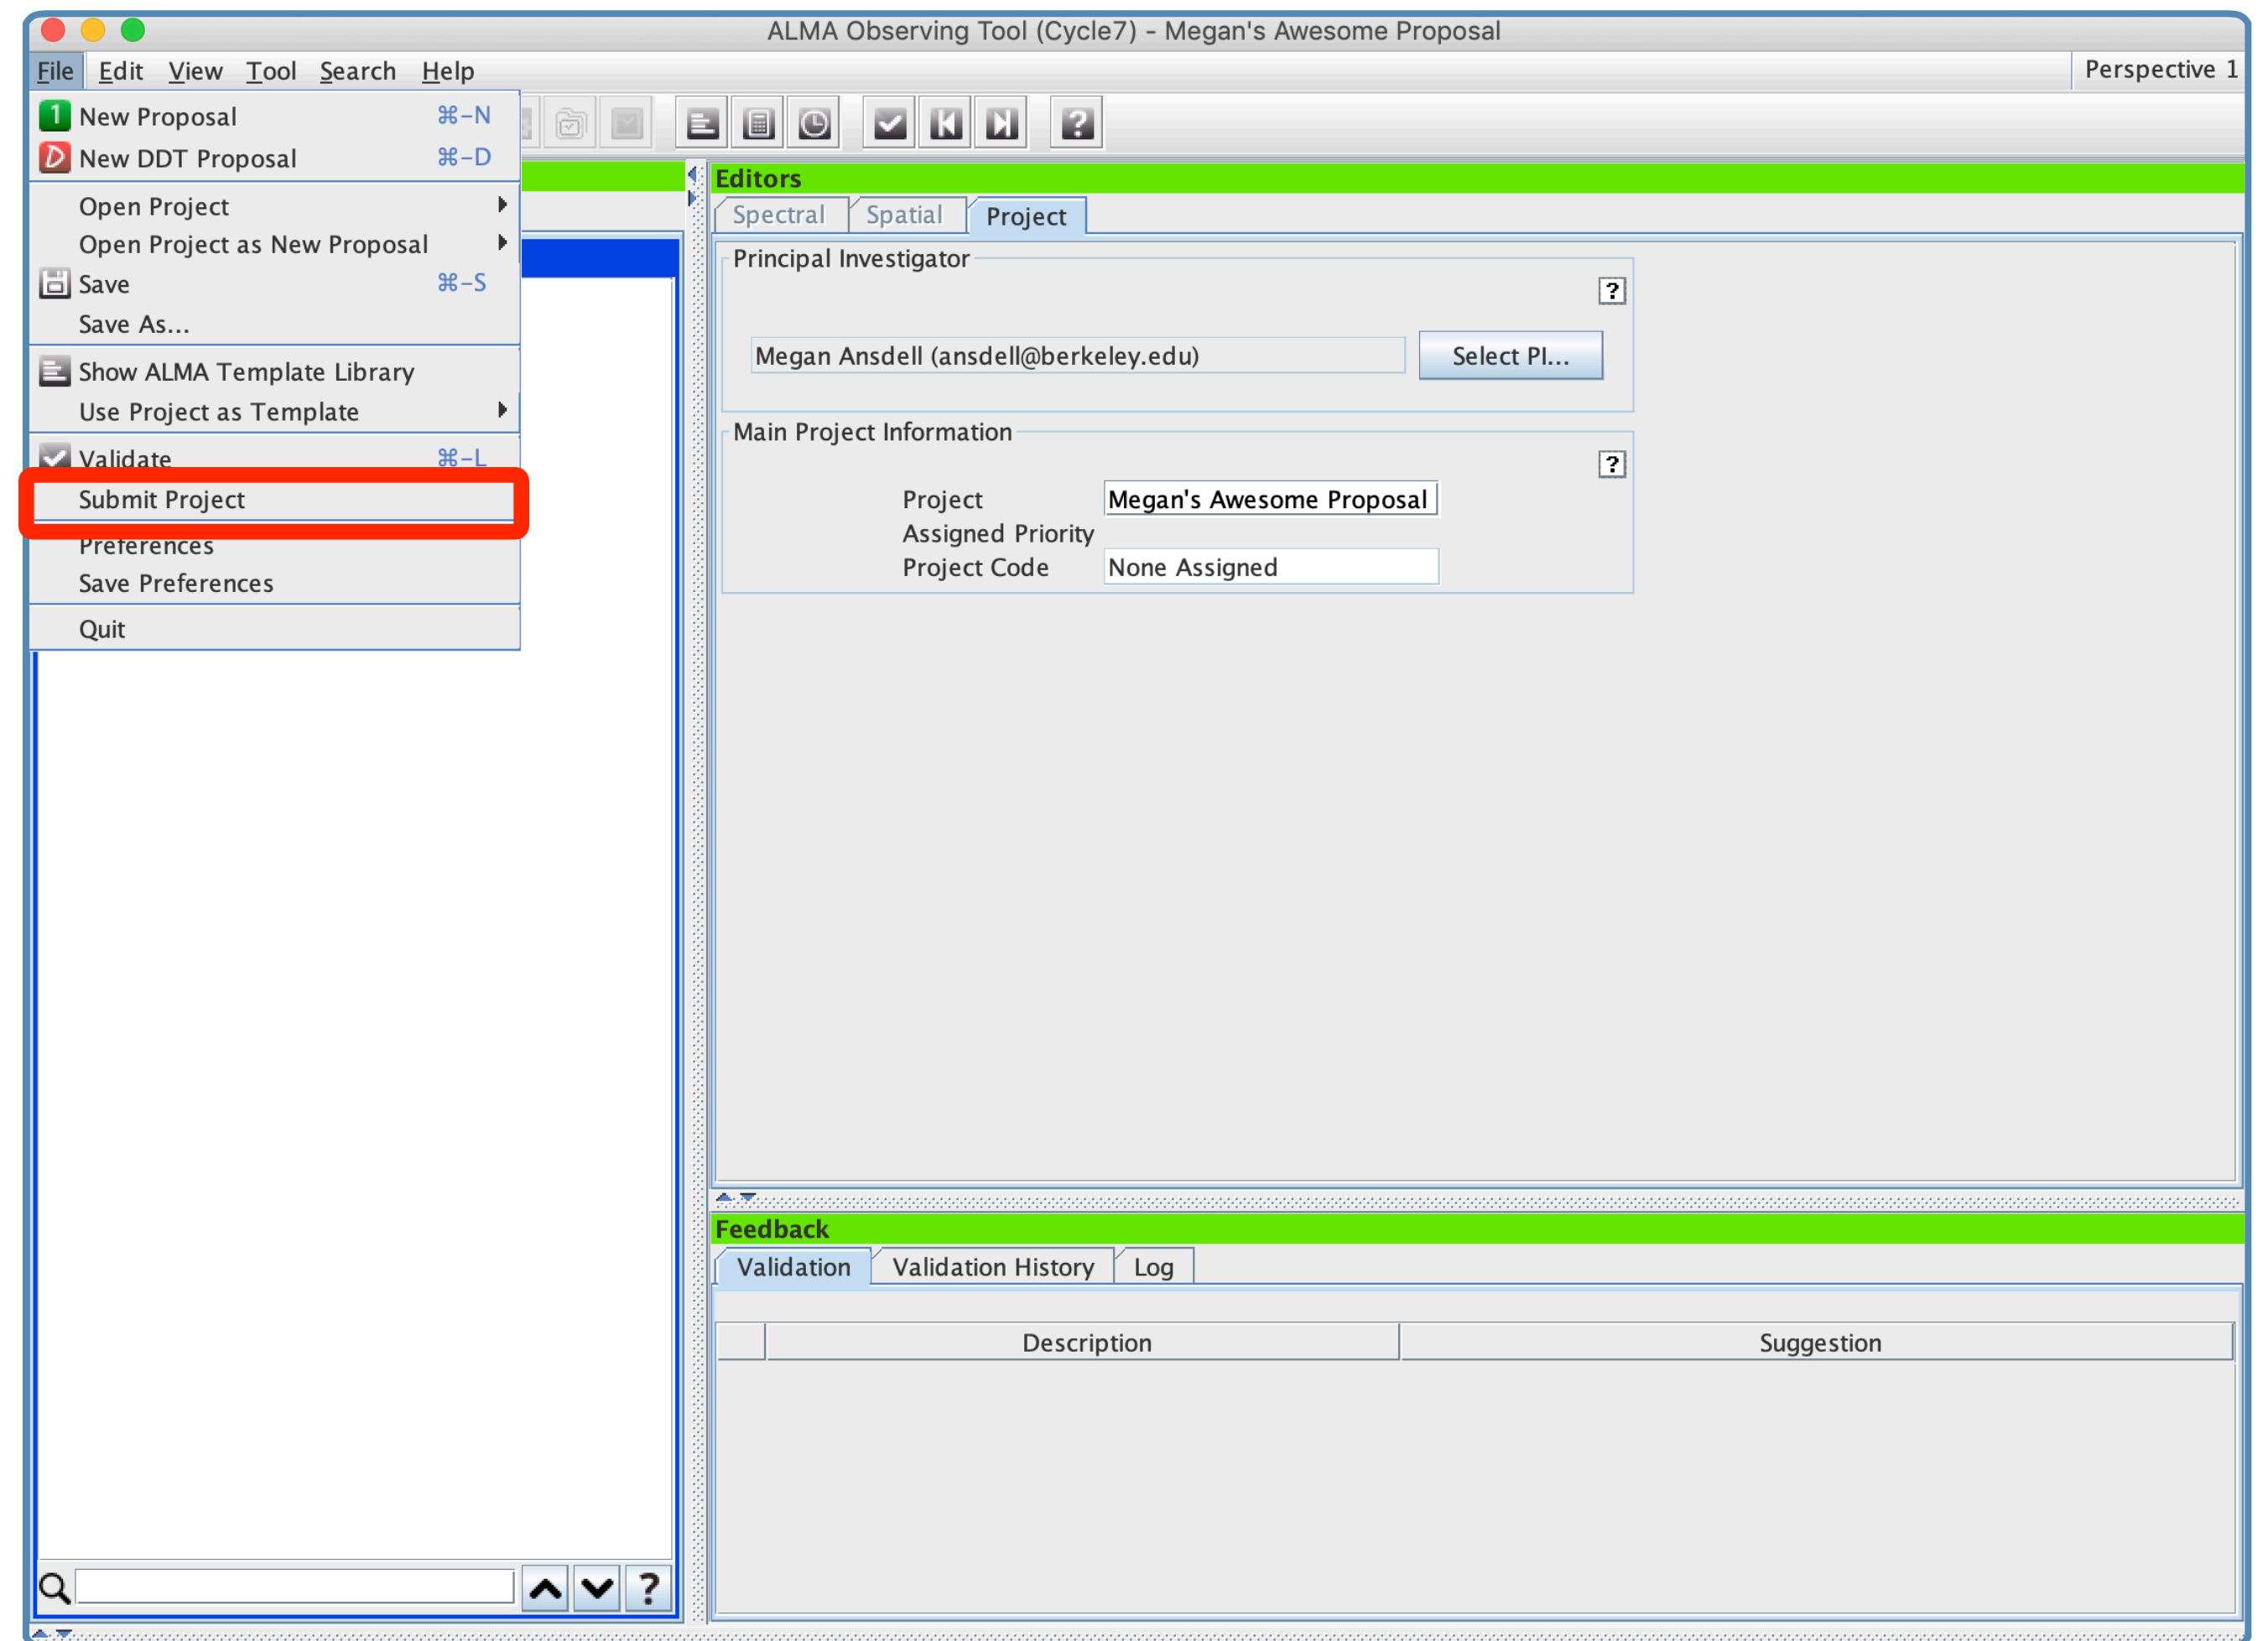 ALMA Observing Tool (Cycle7) - Megan's Awesome Proposal
File Edit View Tool Search Help
Perspective 1
1 New Proposal ⌘-N
D New DDT Proposal ⌘-D
Open Project
Open Project as New Proposal
Save ⌘-S
Save As...
Show ALMA Template Library
Use Project as Template
Validate ⌘-L
Submit Project
Preferences
Save Preferences
Quit
?
Editors
Spectral Spatial Project
Principal Investigator
?
Megan Ansdell (ansdell@berkeley.edu) Select PI...
Main Project Information
?
Project Megan's Awesome Proposal
Assigned Priority
Project Code None Assigned
Feedback
Validation Validation History Log
Description Suggestion
?